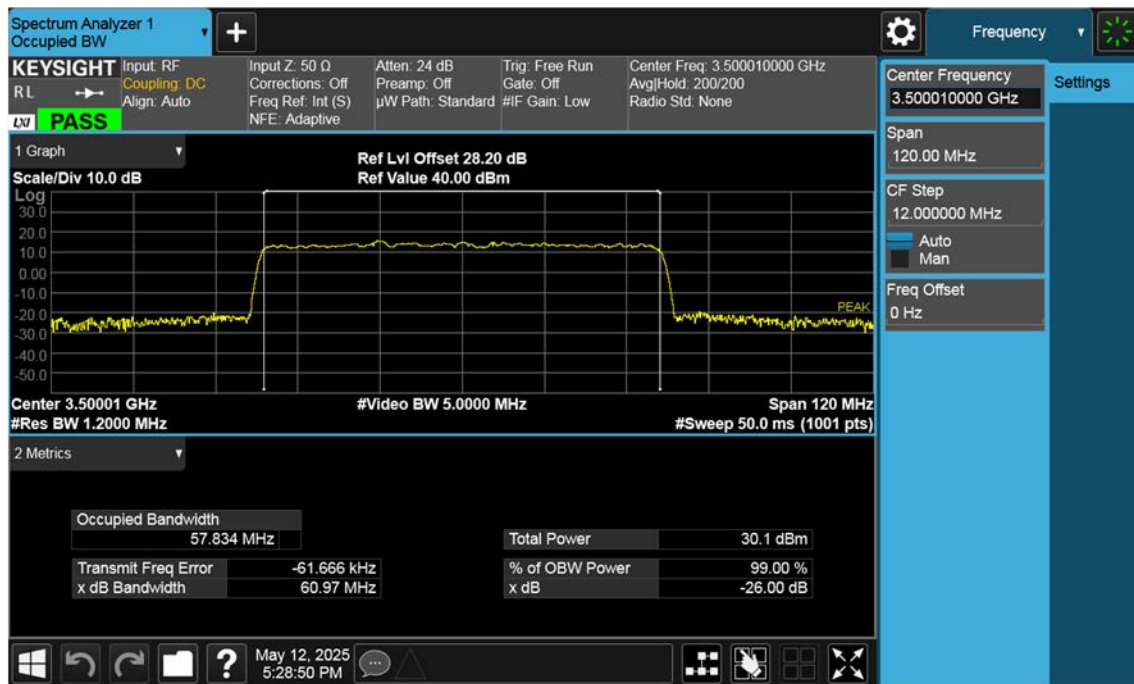 Spectrum Analyzer 1
Occupied BW
Frequency
KEYSIGHT
RL
LXI
PASS
Input: RF
Coupling: DC
Align: Auto
Input Z: 50 Ω
Corrections: Off
Freq Ref: Int (S)
NFE: Adaptive
Atten: 24 dB
Preamp: Off
µW Path: Standard
Trig: Free Run
Gate: Off
#IF Gain: Low
Center Freq: 3.500010000 GHz
Avg|Hold: 200/200
Radio Std: None
Center Frequency
3.500010000 GHz
Settings
Span
120.00 MHz
CF Step
12.000000 MHz
Auto
Man
Freq Offset
0 Hz
1 Graph
Scale/Div 10.0 dB
Ref Lvl Offset 28.20 dB
Ref Value 40.00 dBm
Log
30.0
20.0
10.0
0.00
-10.0
-20.0
-30.0
-40.0
-50.0
PEAK
Center 3.50001 GHz
#Video BW 5.0000 MHz
Span 120 MHz
#Res BW 1.2000 MHz
#Sweep 50.0 ms (1001 pts)
2 Metrics
Occupied Bandwidth
57.834 MHz
Total Power 30.1 dBm
Transmit Freq Error -61.666 kHz
% of OBW Power 99.00 %
x dB Bandwidth 60.97 MHz
x dB -26.00 dB
?
May 12, 2025
5:28:50 PM